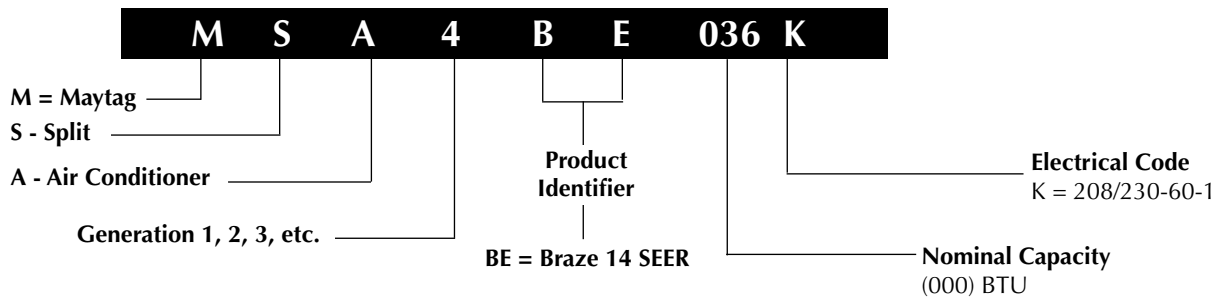 M S A 4 B E 036 K
M = Maytag
S - Split
A - Air Conditioner
Generation 1, 2, 3, etc.
Product
Identifier
BE = Braze 14 SEER
Electrical Code
K = 208/230-60-1
Nominal Capacity
(000) BTU